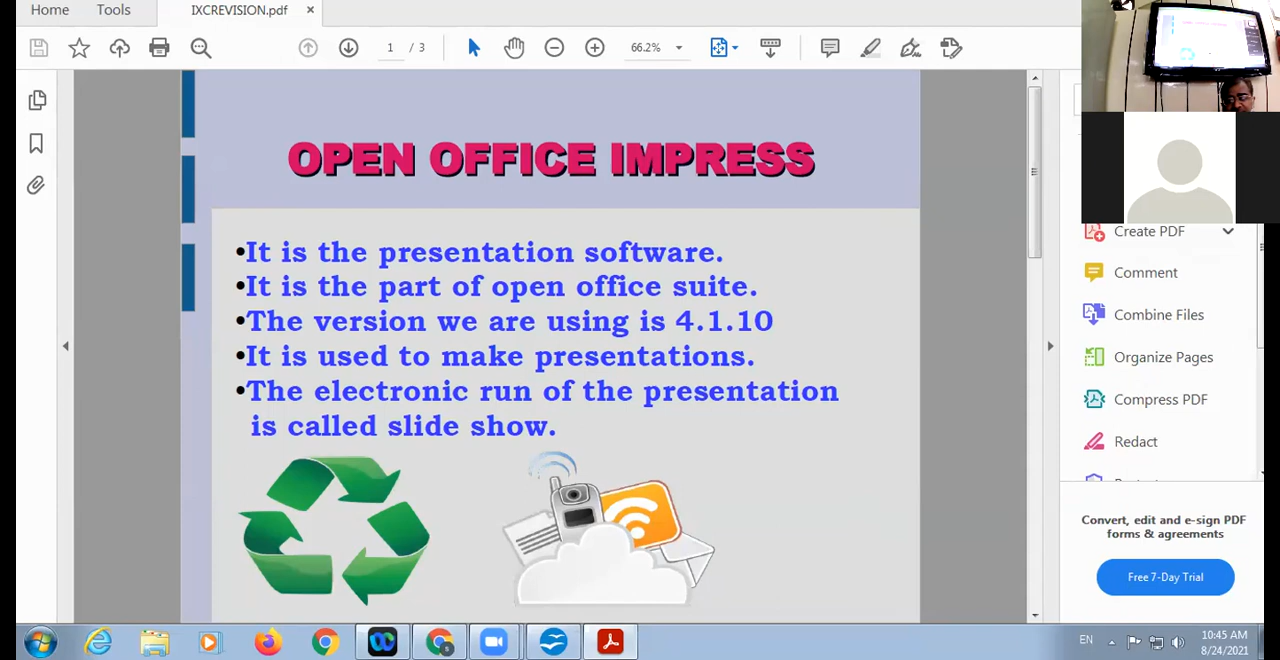 Home Tools IXCREVISION.pdf ×
1 / 3 66.2%
OPEN OFFICE IMPRESS
•It is the presentation software.
•It is the part of open office suite.
•The version we are using is 4.1.10
•It is used to make presentations.
•The electronic run of the presentation
is called slide show.
Create PDF
Comment
Combine Files
Organize Pages
Compress PDF
Redact
Convert, edit and e-sign PDF
forms & agreements
Free 7-Day Trial
EN 10:45 AM
8/24/2021